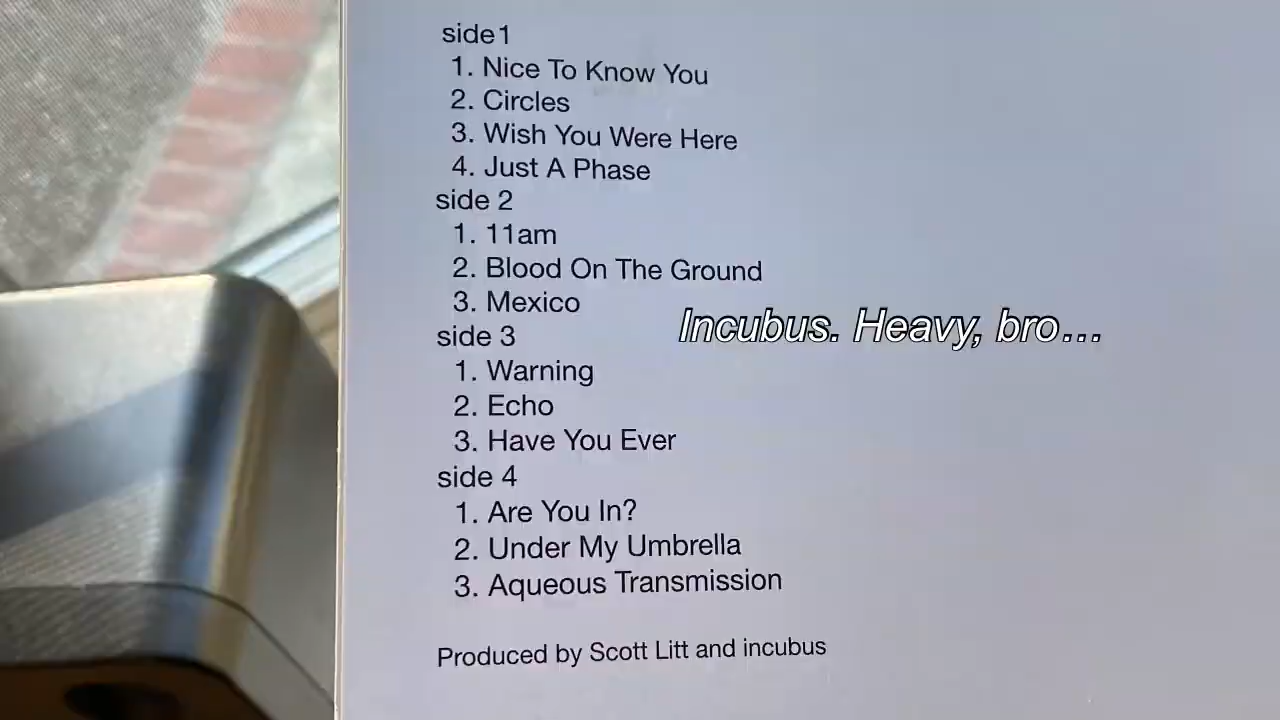 side1
1. Nice To Know You
2. Circles
3. Wish You Were Here
4. Just A Phase
side 2
1. 11am
2. Blood On The Ground
3. Mexico
Incubus. Heavy, bro…
side 3
1. Warning
2. Echo
3. Have You Ever
side 4
1. Are You In?
2. Under My Umbrella
3. Aqueous Transmission
Produced by Scott Litt and incubus